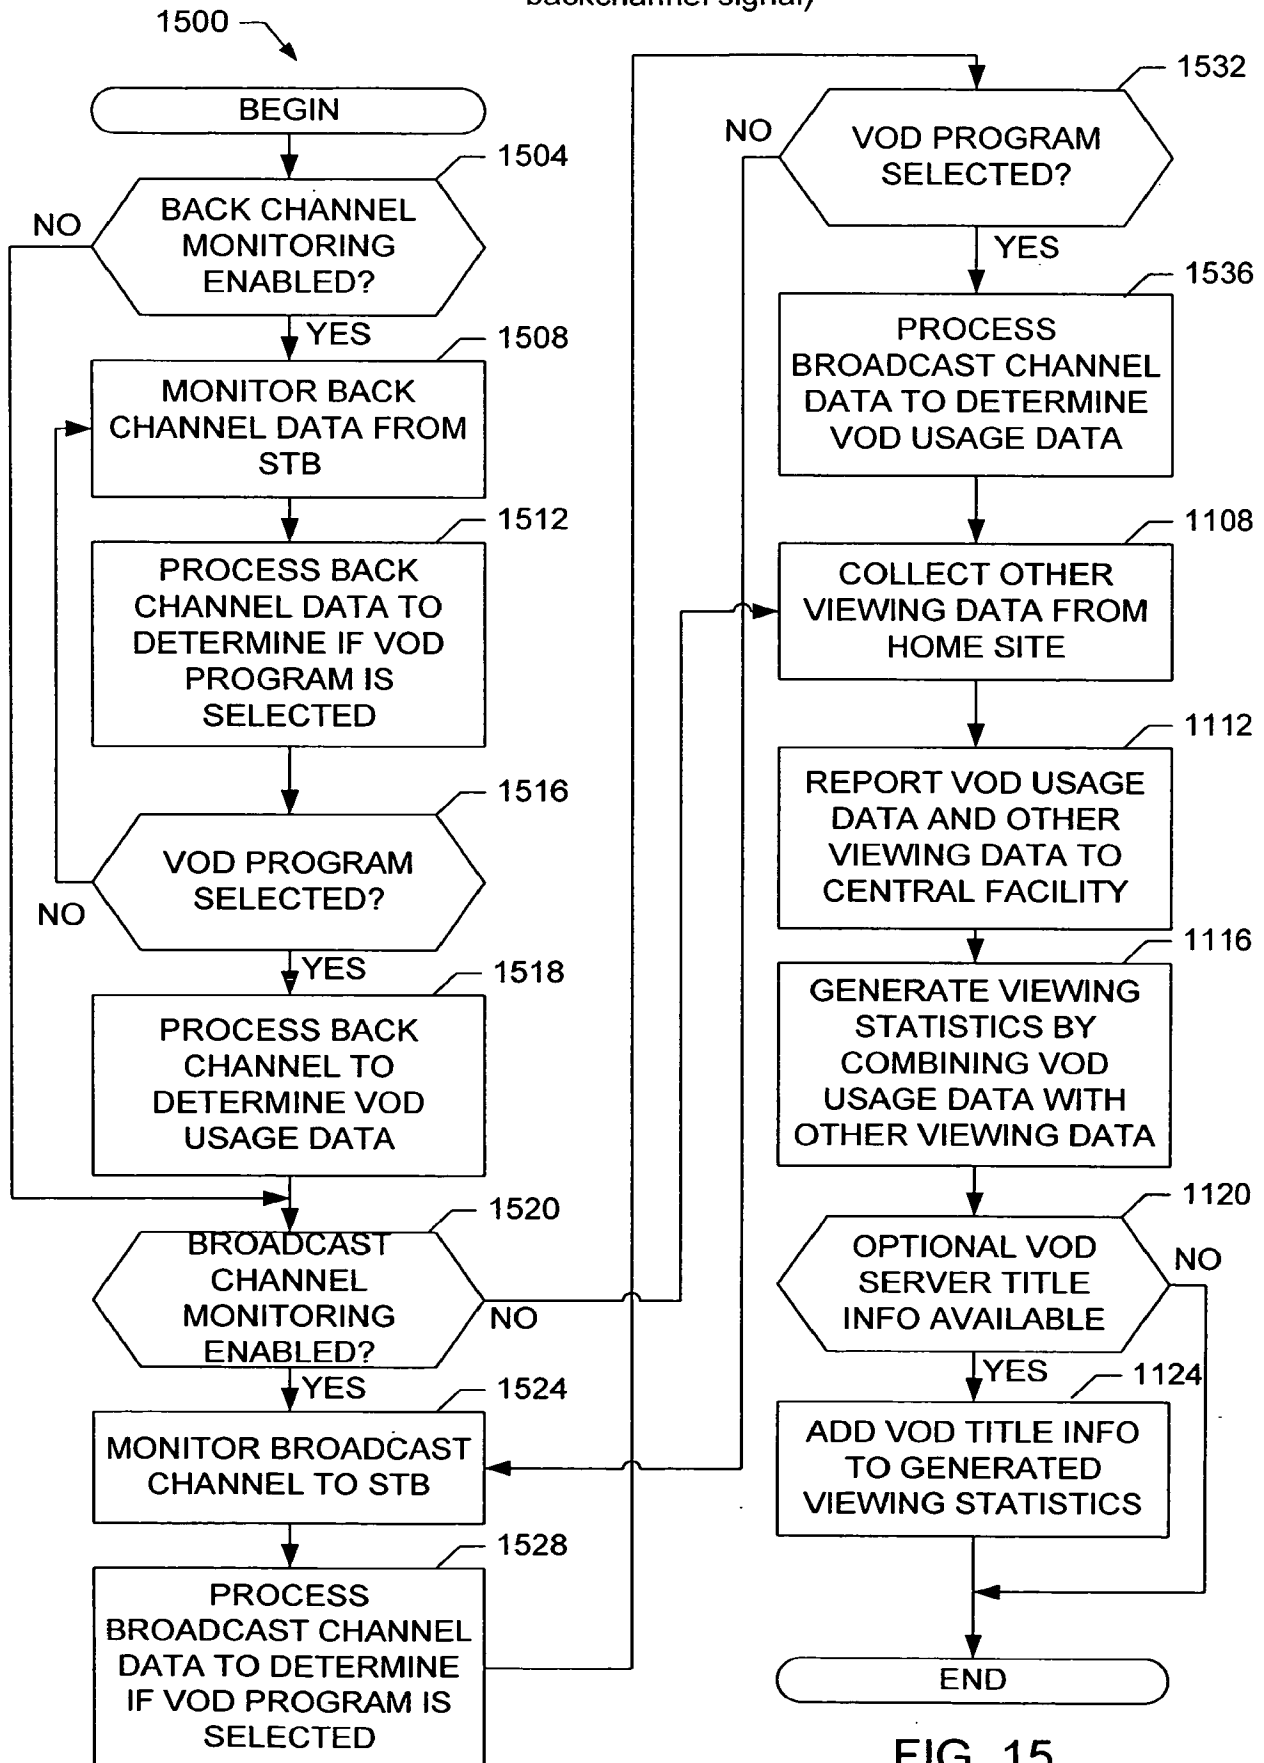 backchannel signal)
1500
BEGIN
1504
BACK CHANNEL
MONITORING
ENABLED?
NO
YES
1508
MONITOR BACK
CHANNEL DATA FROM
STB
1512
PROCESS BACK
CHANNEL DATA TO
DETERMINE IF VOD
PROGRAM IS
SELECTED
1516
VOD PROGRAM
SELECTED?
NO
YES
1518
PROCESS BACK
CHANNEL TO
DETERMINE VOD
USAGE DATA
1520
BROADCAST
CHANNEL
MONITORING
ENABLED?
NO
YES
1524
MONITOR BROADCAST
CHANNEL TO STB
1528
PROCESS
BROADCAST CHANNEL
DATA TO DETERMINE
IF VOD PROGRAM IS
SELECTED
1532
VOD PROGRAM
SELECTED?
NO
YES
1536
PROCESS
BROADCAST CHANNEL
DATA TO DETERMINE
VOD USAGE DATA
1108
COLLECT OTHER
VIEWING DATA FROM
HOME SITE
1112
REPORT VOD USAGE
DATA AND OTHER
VIEWING DATA TO
CENTRAL FACILITY
1116
GENERATE VIEWING
STATISTICS BY
COMBINING VOD
USAGE DATA WITH
OTHER VIEWING DATA
1120
OPTIONAL VOD
SERVER TITLE
INFO AVAILABLE
NO
YES
1124
ADD VOD TITLE INFO
TO GENERATED
VIEWING STATISTICS
END
FIG. 15